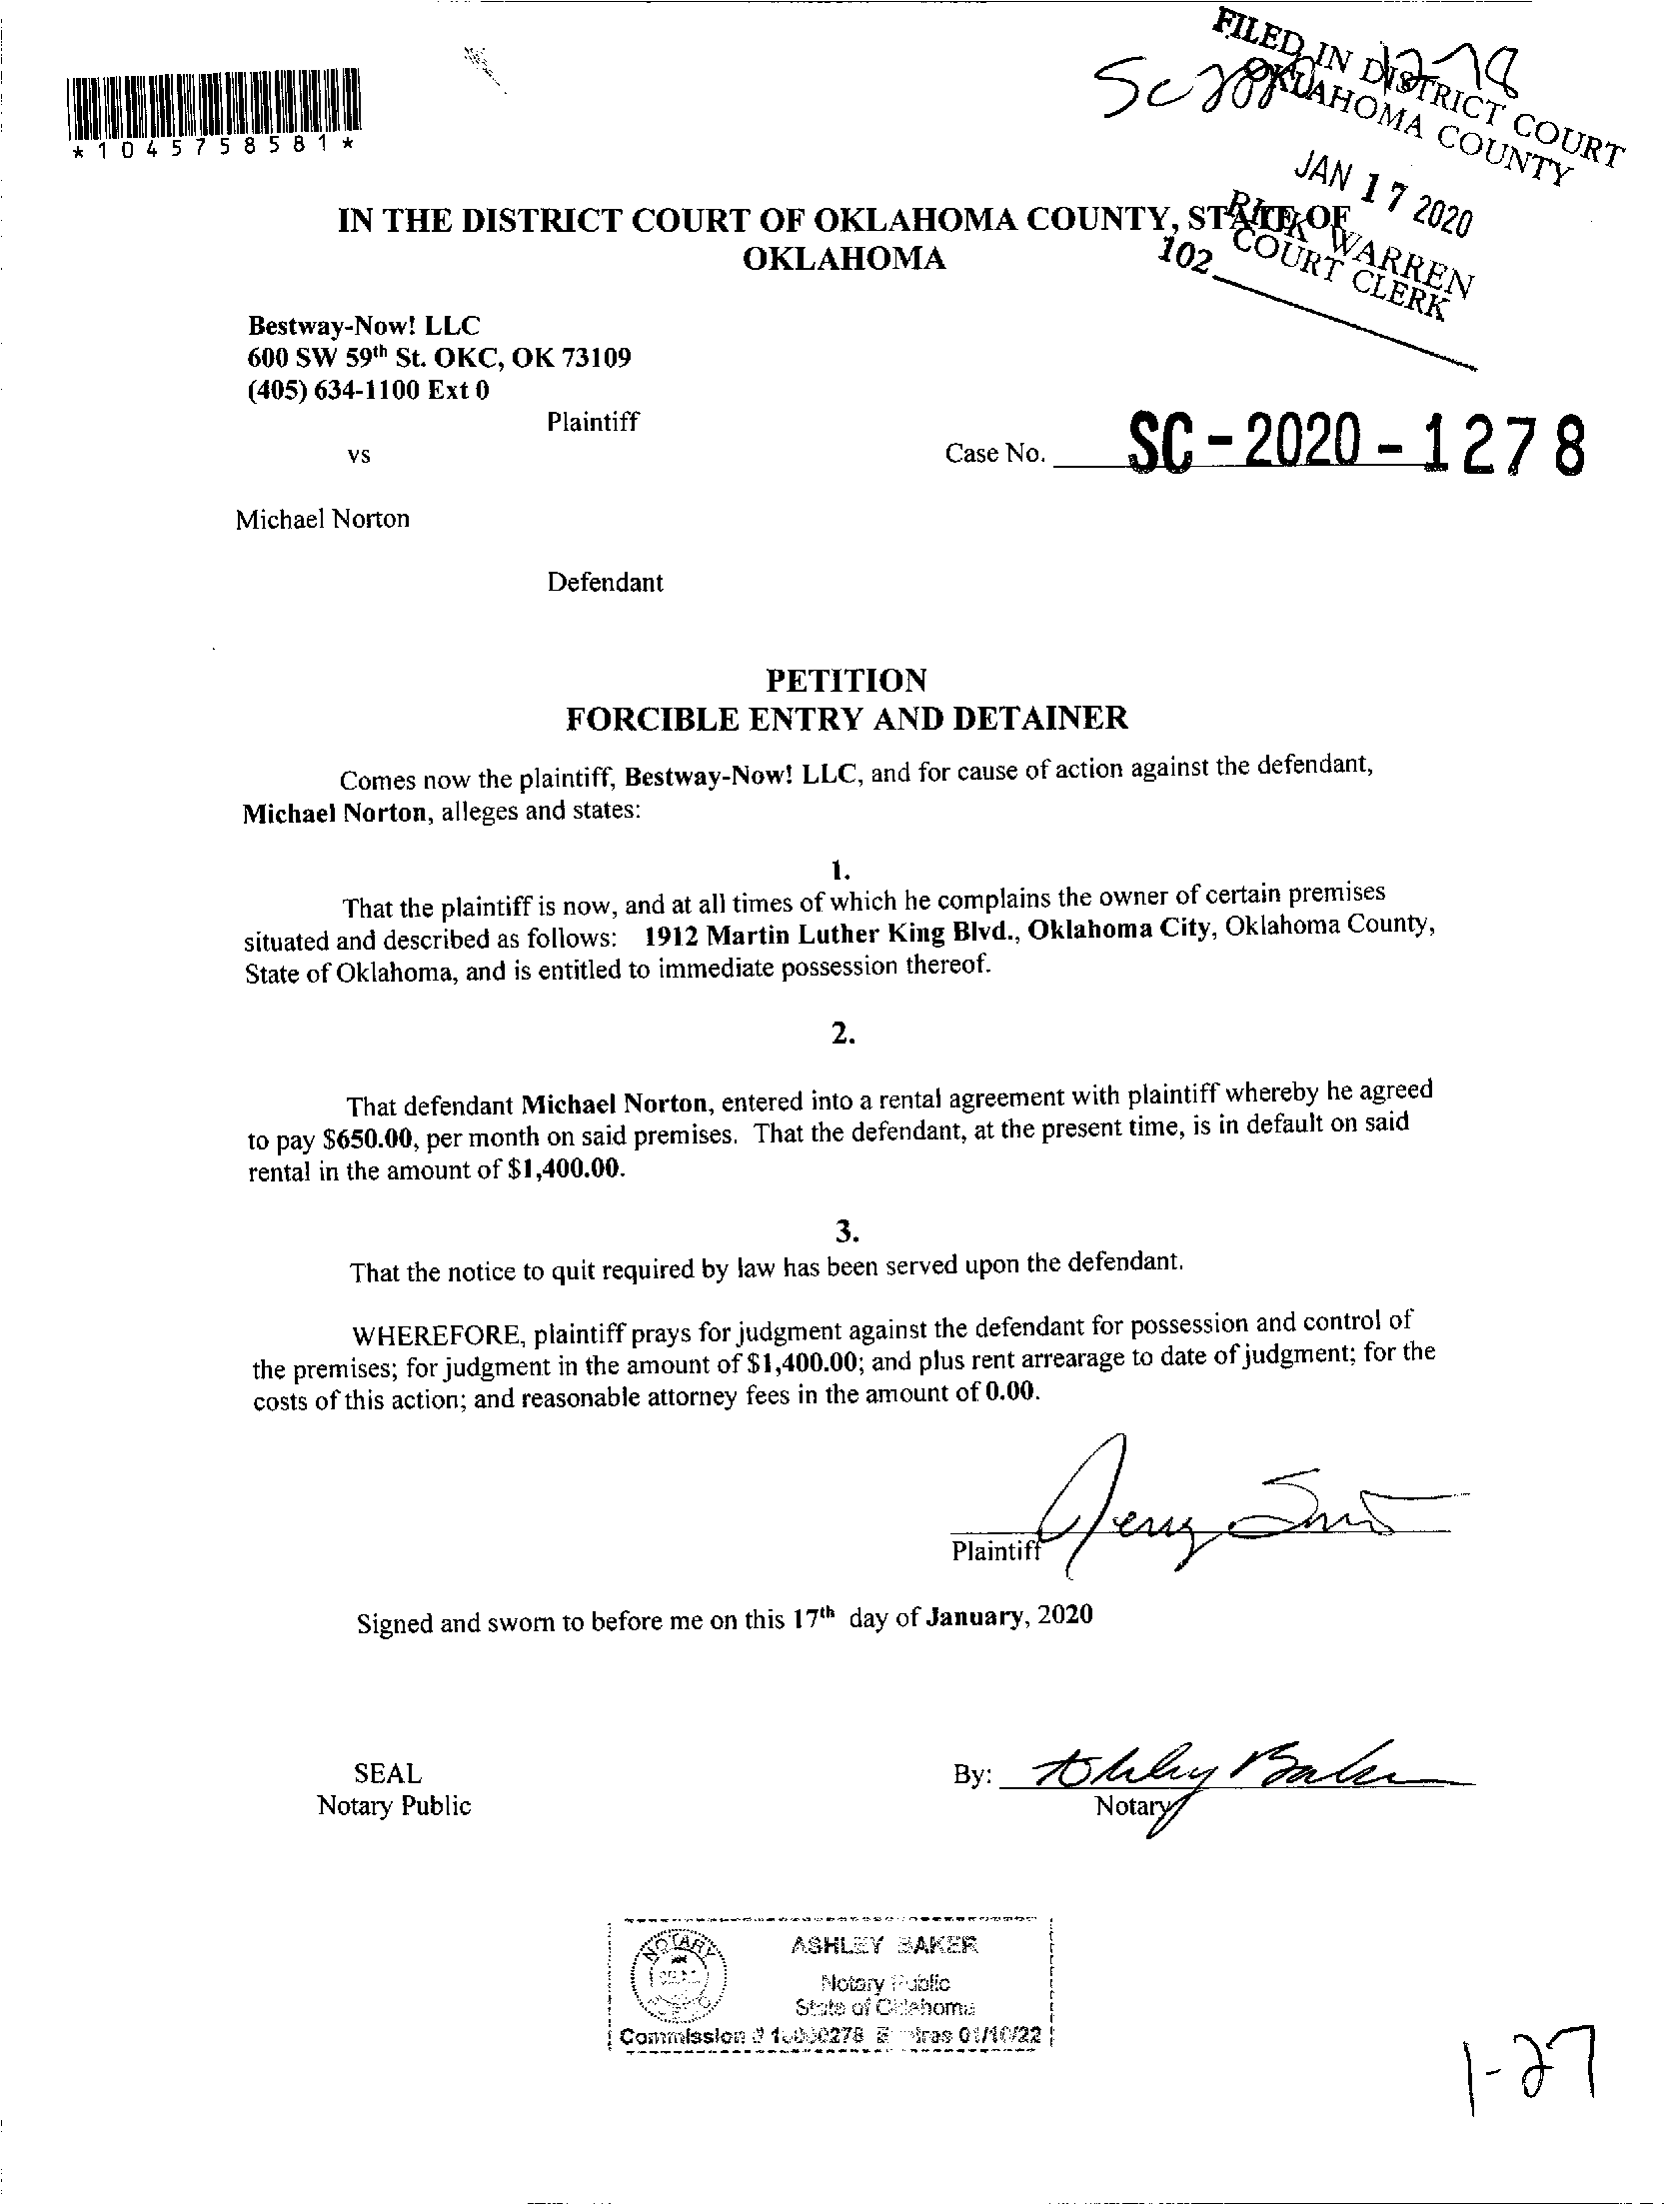 FILED IN DISTRICT COURT
OKLAHOMA COUNTY
JAN 17 2020
RICK WARREN
COURT CLERK
102
*1045758581*
IN THE DISTRICT COURT OF OKLAHOMA COUNTY, STATE OF
OKLAHOMA
Bestway-Now! LLC
600 SW 59th St. OKC, OK 73109
(405) 634-1100 Ext 0
Plaintiff
vs
Case No. SC-2020-1278
Michael Norton
Defendant
PETITION
FORCIBLE ENTRY AND DETAINER
Comes now the plaintiff, Bestway-Now! LLC, and for cause of action against the defendant,
Michael Norton, alleges and states:
1.
That the plaintiff is now, and at all times of which he complains the owner of certain premises
situated and described as follows: 1912 Martin Luther King Blvd., Oklahoma City, Oklahoma County,
State of Oklahoma, and is entitled to immediate possession thereof.
2.
That defendant Michael Norton, entered into a rental agreement with plaintiff whereby he agreed
to pay $650.00, per month on said premises. That the defendant, at the present time, is in default on said
rental in the amount of $1,400.00.
3.
That the notice to quit required by law has been served upon the defendant.
WHEREFORE, plaintiff prays for judgment against the defendant for possession and control of
the premises; for judgment in the amount of $1,400.00; and plus rent arrearage to date of judgment; for the
costs of this action; and reasonable attorney fees in the amount of 0.00.
Plaintiff
Signed and sworn to before me on this 17th day of January, 2020
SEAL
Notary Public
By: Ashley Baker
Notary
NOTARY
ASHLEY BAKER
Notary Public
State of Oklahoma
Commission # Expires 01/10/22
1-27